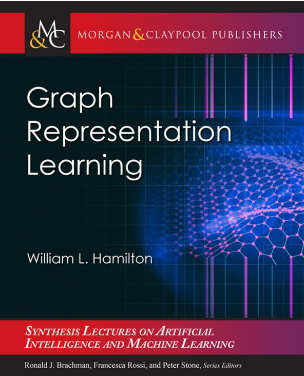 M&C
MORGAN & CLAYPOOL PUBLISHERS
Graph
Representation
Learning
William L. Hamilton
SYNTHESIS LECTURES ON ARTIFICIAL
INTELLIGENCE AND MACHINE LEARNING
Ronald J. Brachman, Francesca Rossi, and Peter Stone, Series Editors